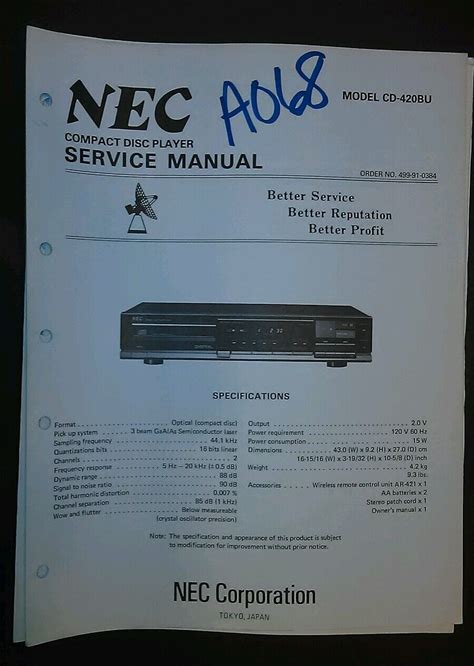 NEC
A068
MODEL CD-420BU
COMPACT DISC PLAYER
SERVICE MANUAL
ORDER NO. 499-91-0384
Better Service
Better Reputation
Better Profit
NEC
SPECIFICATIONS
Format Optical (compact disc)
Pick up system 3 beam GaAlAs Semiconductor laser
Sampling frequency 44.1 kHz
Quantizations bits 16 bits linear
Channels 2
Frequency response 5 Hz – 20 kHz (±0.5 dB)
Dynamic range 88 dB
Signal to noise ratio 90 dB
Total harmonic distortion 0.007 %
Channel separation 85 dB (1 kHz)
Wow and flutter Below measureable
(crystal oscillator precision)
Output 2.0 V
Power requirement 120 V 60 Hz
Power consumption 15 W
Dimensions 43.0 (W) x 9.2 (H) x 27.0 (D) cm
16-15/16 (W) x 3-19/32 (H) x 10-5/8 (D) inch
Weight 4.2 kg
9.3 lbs.
Accessories Wireless remote control unit AR-421 x 1
AA batteries x 2
Stereo patch cord x 1
Owner's manual x 1
Note: The specification and appearance of this product is subject
to modification for improvement without prior notice.
NEC Corporation
TOKYO, JAPAN